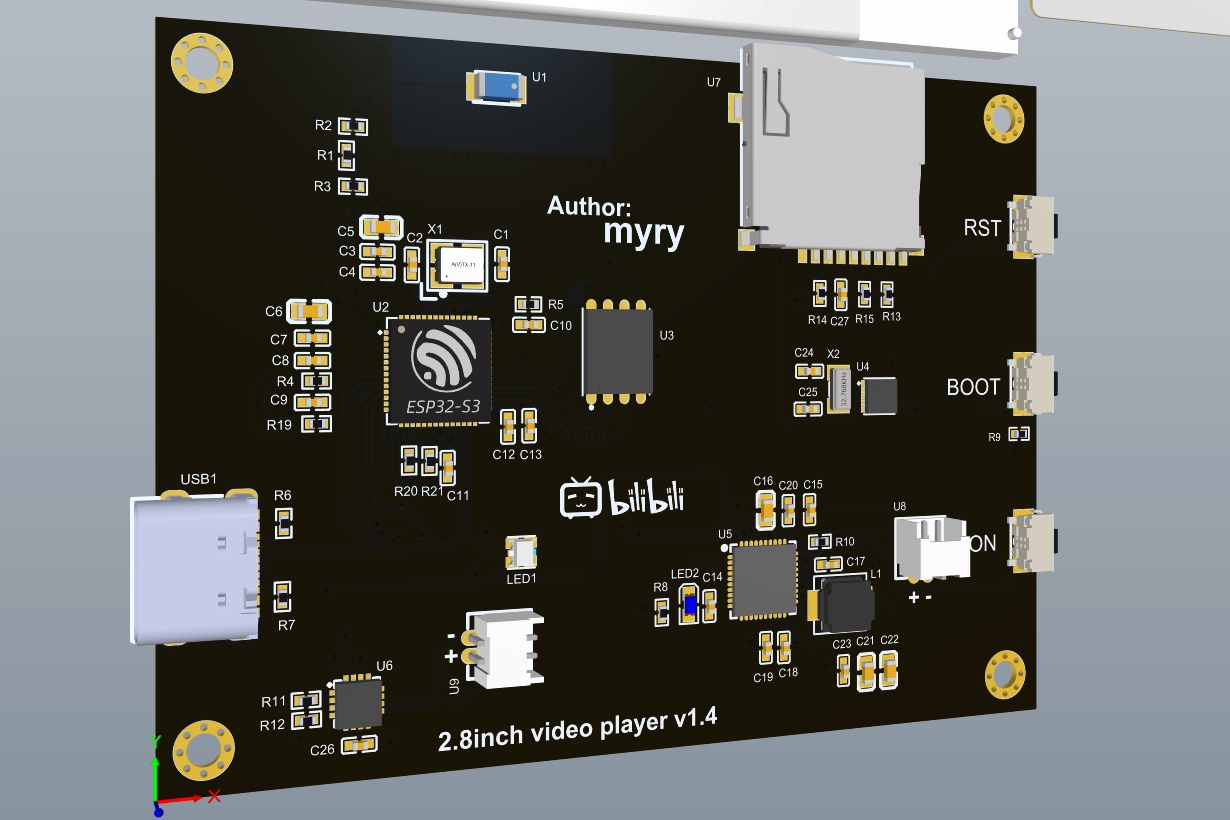 U1
U7
R2
R1
R3
Author:
myry
RST
C5
C2
X1
C1
C3
C4
C6
U2
R5
C10
U3
R14
C27
R15
R13
C7
C8
R4
C9
R19
ESP32-S3
C24
X2
U4
32.768KHz
C25
BOOT
R9
C12
C13
R20
R21
C11
USB1
R6
bilibili
C16
C20
C15
U8
U5
R10
ON
C17
L1
LED1
LED2
R8
C14
+ -
R7
-
+
U9
U6
C23
C21
C22
C19
C18
R11
R12
C26
2.8inch video player v1.4
Y
X